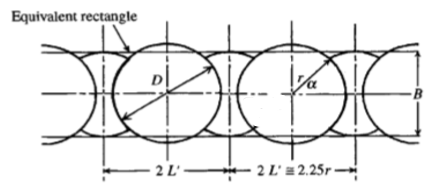 Equivalent rectangle
D
r
α
B
2 L'
2 L' ≅ 2.25r